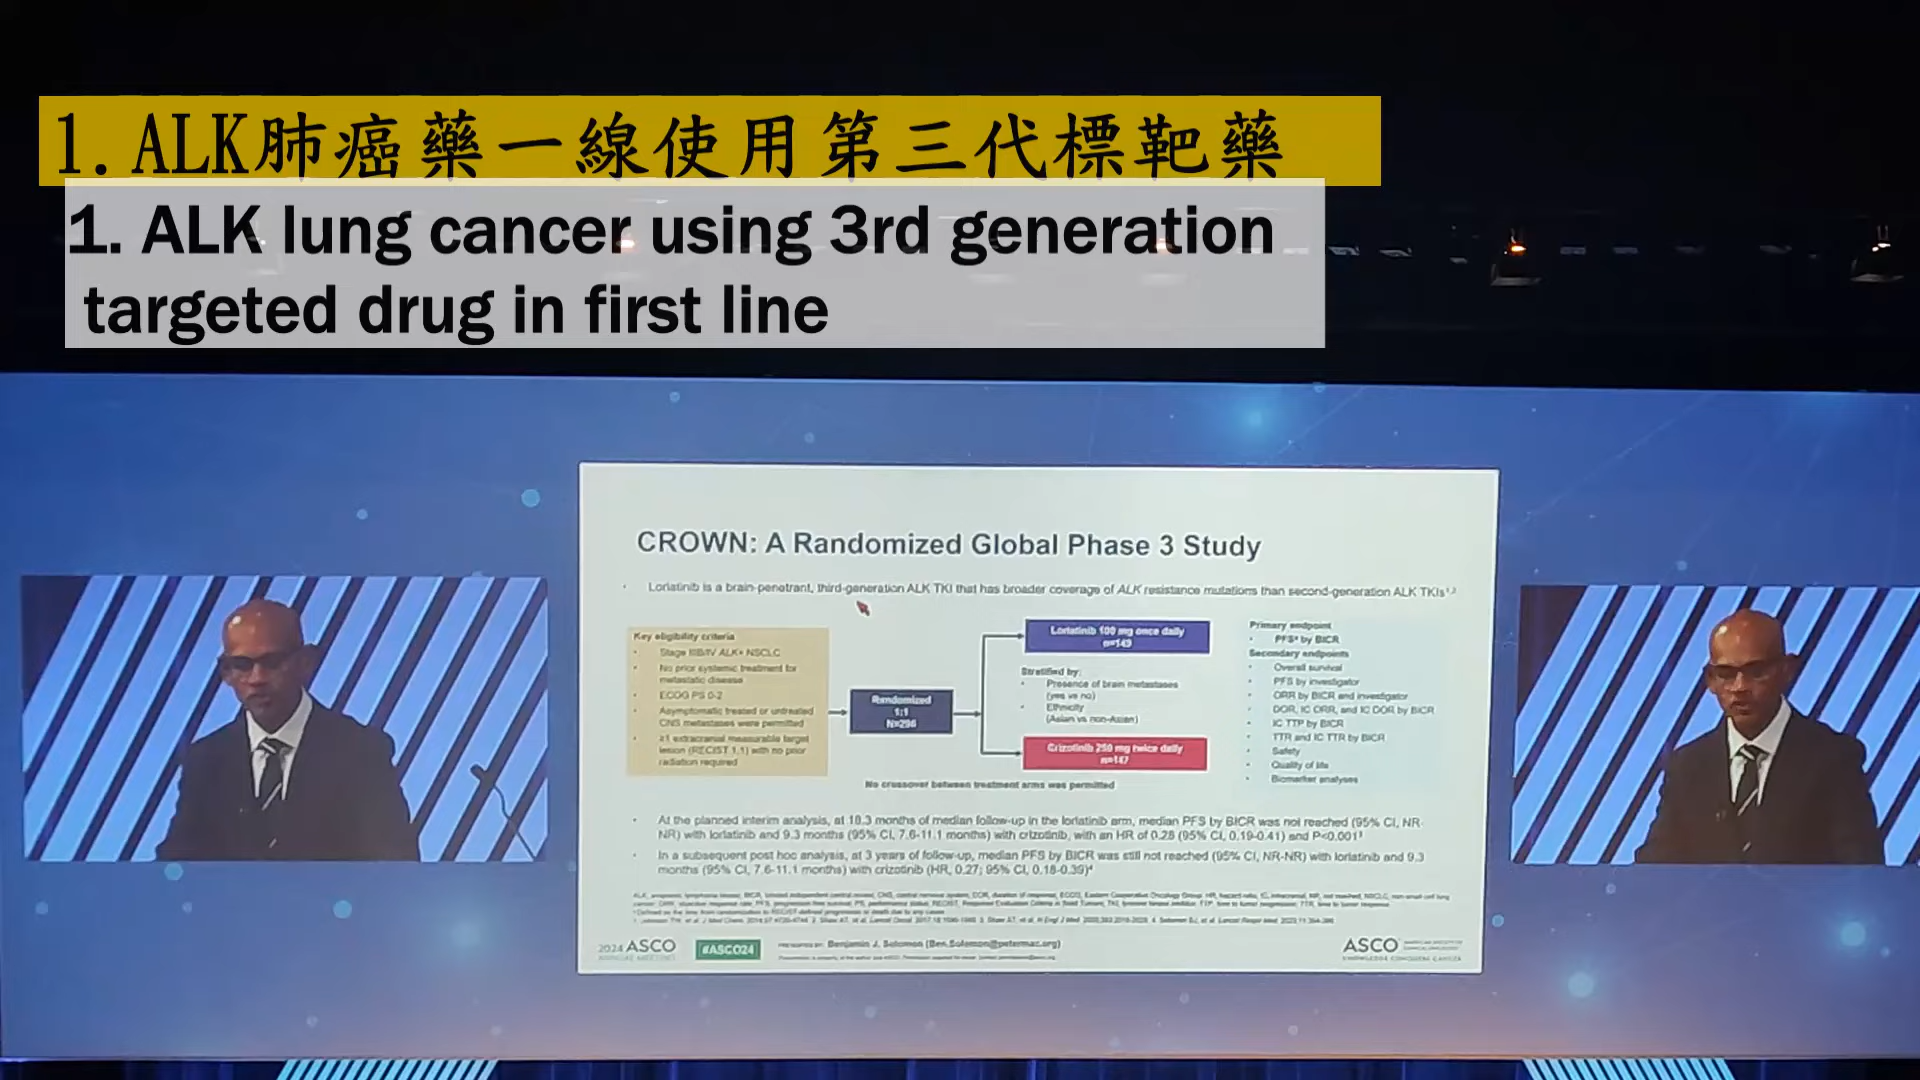 1.ALK肺癌藥一線使用第三代標靶藥
1. ALK lung cancer using 3rd generation
targeted drug in first line
CROWN: A Randomized Global Phase 3 Study
Lorlatinib is a brain-penetrant, third-generation ALK TKI that has broader coverage of ALK resistance mutations than second-generation ALK TKIs
Key eligibility criteria
Stage IIIB/IV ALK+ NSCLC
No prior systemic treatment for
metastatic disease
ECOG PS 0-2
Asymptomatic treated or untreated
CNS metastases were permitted
≥1 extracranial measurable target
lesion (RECIST 1.1) with no prior
radiation required
Randomized
1:1
N=296
Lorlatinib 100 mg once daily
n=149
Stratified by:
Presence of brain metastases
(yes vs no)
Ethnicity
(Asian vs non-Asian)
Crizotinib 250 mg twice daily
n=147
No crossover between treatment arms was permitted
Primary endpoint
PFS* by BICR
Secondary endpoints
Overall survival
PFS by investigator
ORR by BICR and investigator
DOR, IC ORR, and IC DOR by BICR
IC TTP by BICR
TTR and IC TTR by BICR
Safety
Quality of life
Biomarker analyses
At the planned interim analysis, at 18.3 months of median follow-up in the lorlatinib arm, median PFS by BICR was not reached (95% CI, NR-
NR) with lorlatinib and 9.3 months (95% CI, 7.6-11.1 months) with crizotinib, with an HR of 0.28 (95% CI, 0.19-0.41) and P<0.001³
In a subsequent post hoc analysis, at 3 years of follow-up, median PFS by BICR was still not reached (95% CI, NR-NR) with lorlatinib and 9.3
months (95% CI, 7.6-11.1 months) with crizotinib (HR, 0.27; 95% CI, 0.18-0.39)⁴
2024 ASCO
ANNUAL MEETING
#ASCO24
PRESENTED BY: Benjamin J. Solomon (Ben.Solomon@petermac.org)
ASCO
KNOWLEDGE CONQUERS CANCER